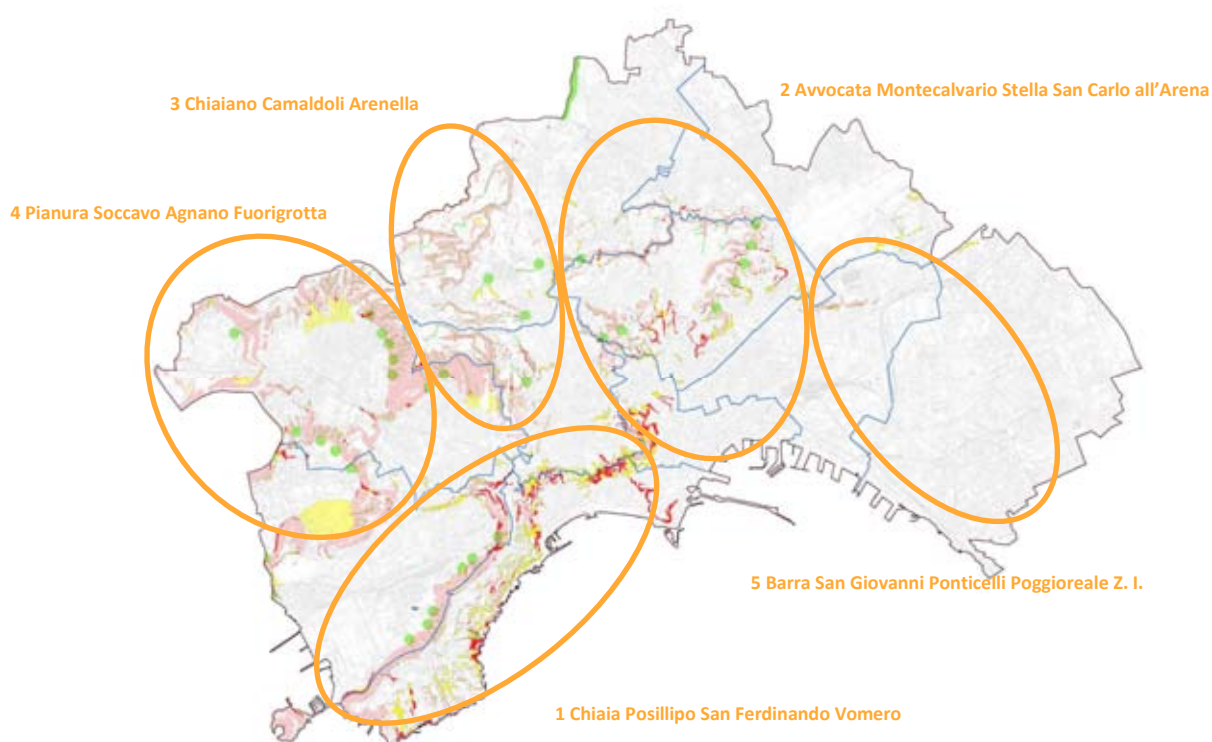 2 Avvocata Montecalvario Stella San Carlo all’Arena
3 Chiaiano Camaldoli Arenella
4 Pianura Soccavo Agnano Fuorigrotta
5 Barra San Giovanni Ponticelli Poggioreale Z. I.
1 Chiaia Posillipo San Ferdinando Vomero